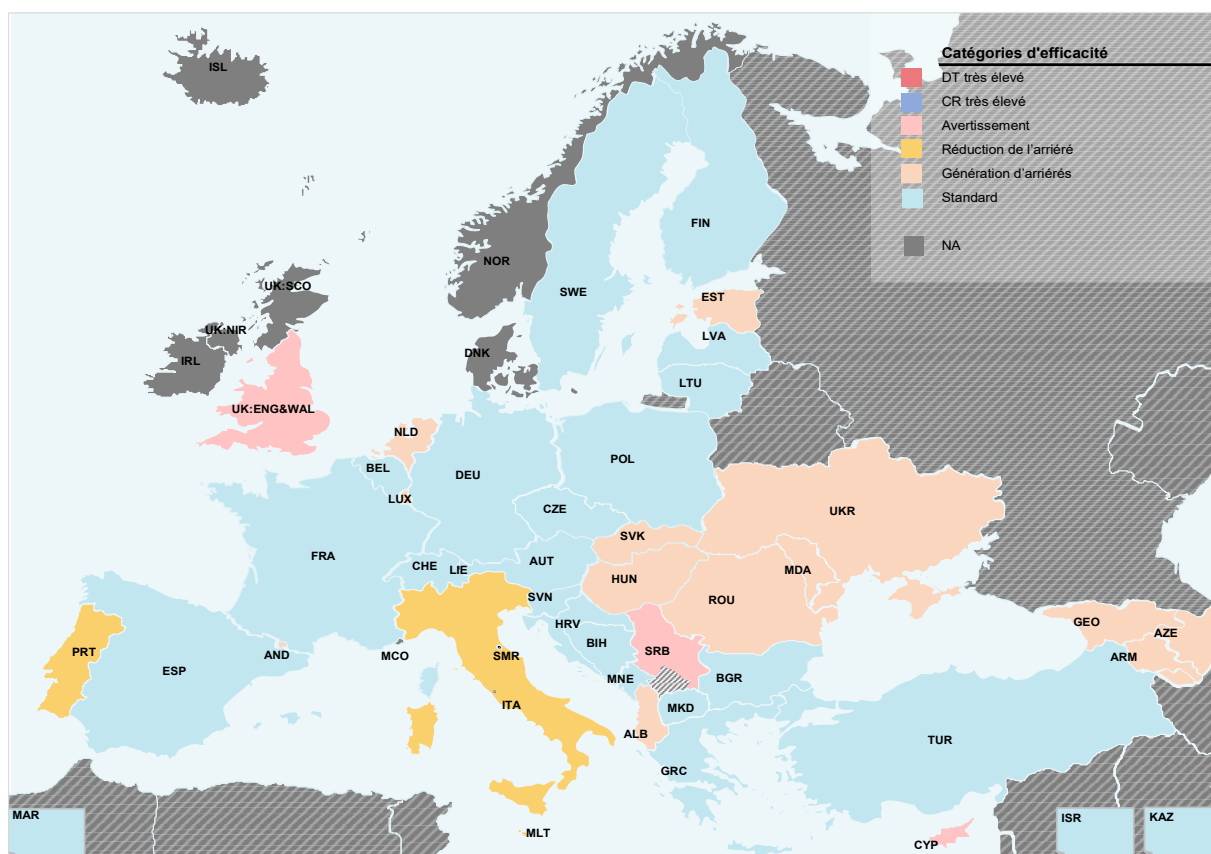 Catégories d'efficacité
DT très élevé
CR très élevé
Avertissement
Réduction de l'arriéré
Génération d'arriérés
Standard
NA
ISL
NOR
SWE
FIN
UK:SCO
UK:NIR
IRL
UK:ENG&WAL
DNK
EST
LVA
LTU
NLD
BEL
LUX
DEU
POL
CZE
UKR
SVK
FRA
CHE
LIE
AUT
HUN
MDA
ROU
SVN
HRV
BIH
SRB
GEO
AZE
ARM
PRT
ESP
AND
MCO
SMR
ITA
MNE
BGR
MKD
ALB
GRC
TUR
MAR
MLT
CYP
ISR
KAZ